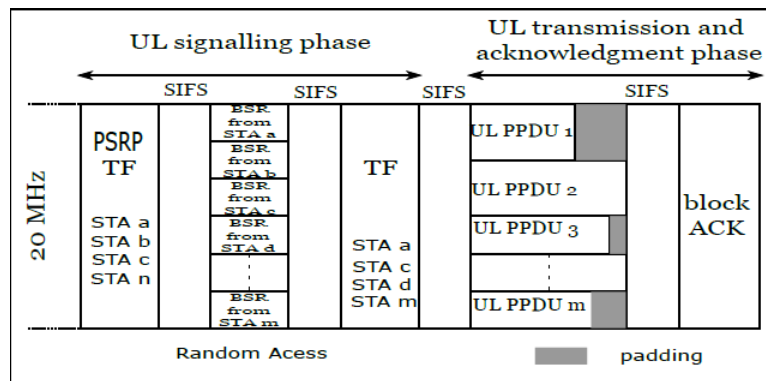 UL signalling phase
UL transmission and
acknowledgment phase
SIFS
SIFS
SIFS
SIFS
20 MHz
PSRP
TF
STA a
STA b
STA c
STA n
BSR
from
STA a
BSR
from
STA b
BSR
from
STA c
BSR
from
STA d
BSR
from
STA m
TF
STA a
STA c
STA d
STA m
UL PPDU 1
UL PPDU 2
UL PPDU 3
UL PPDU m
block
ACK
Random Acess
padding